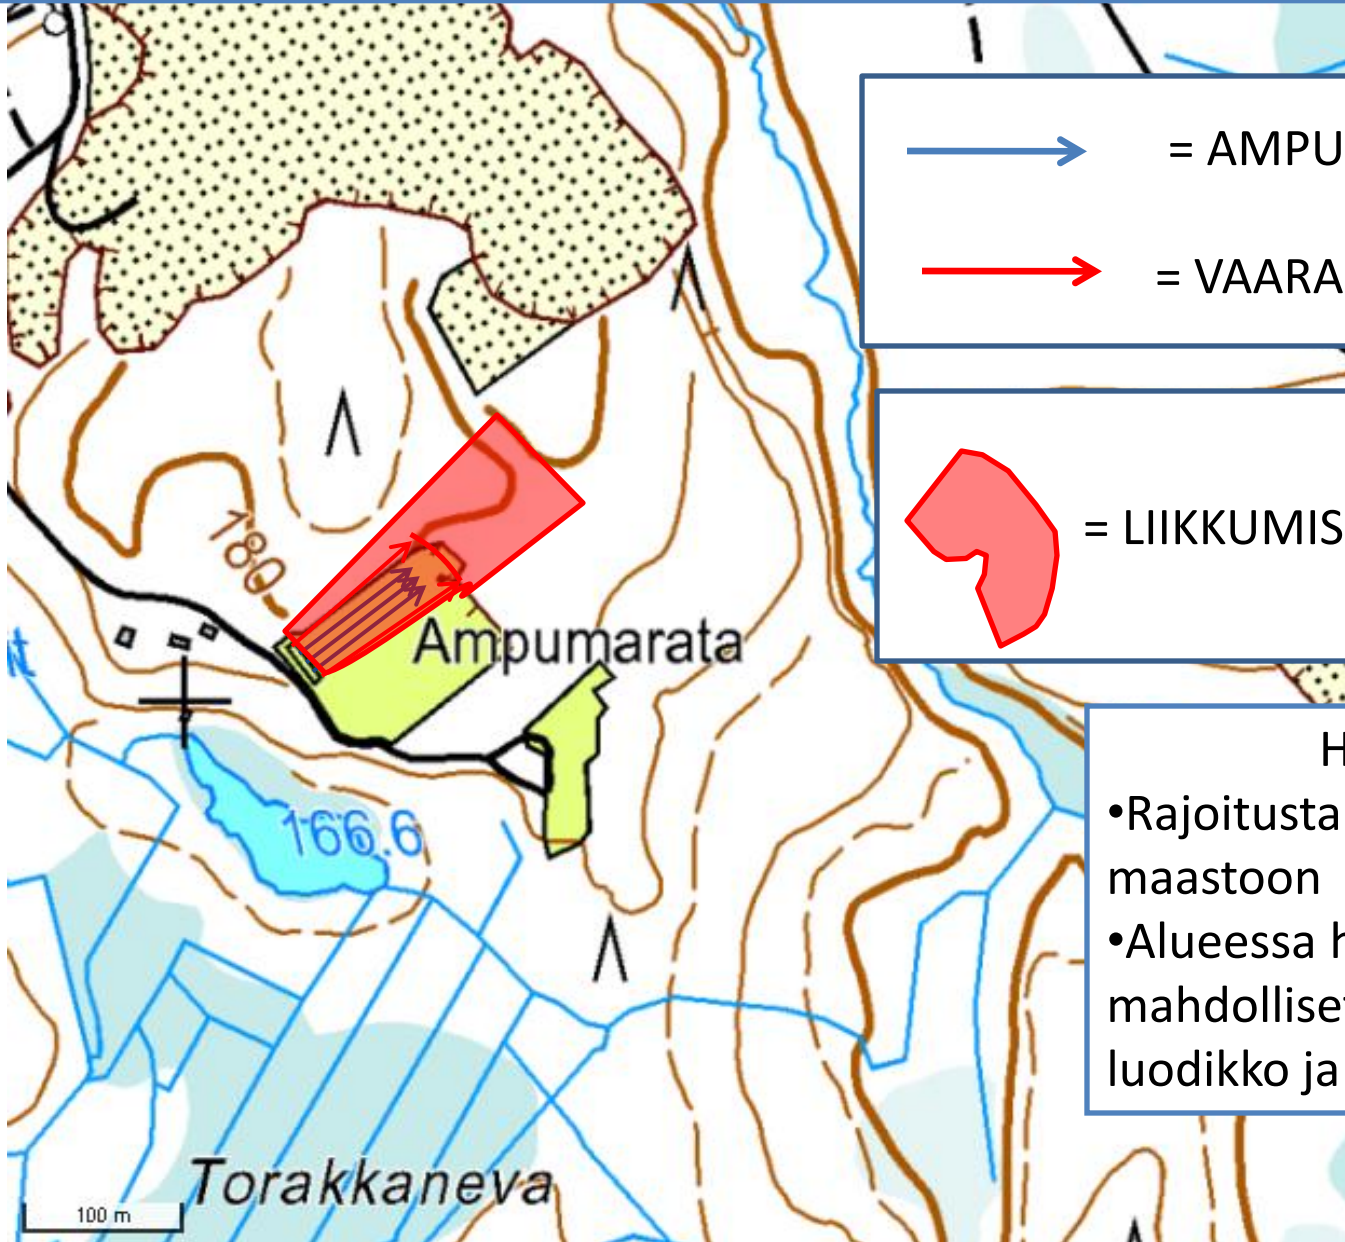 = AMPU
= VAARA
= LIIKKUMIS
180
Ampumarata
H
•Rajoitusta
maastoon
•Alueessa h
mahdolliset
luodikko ja
166.6
Torakkaneva
100 m